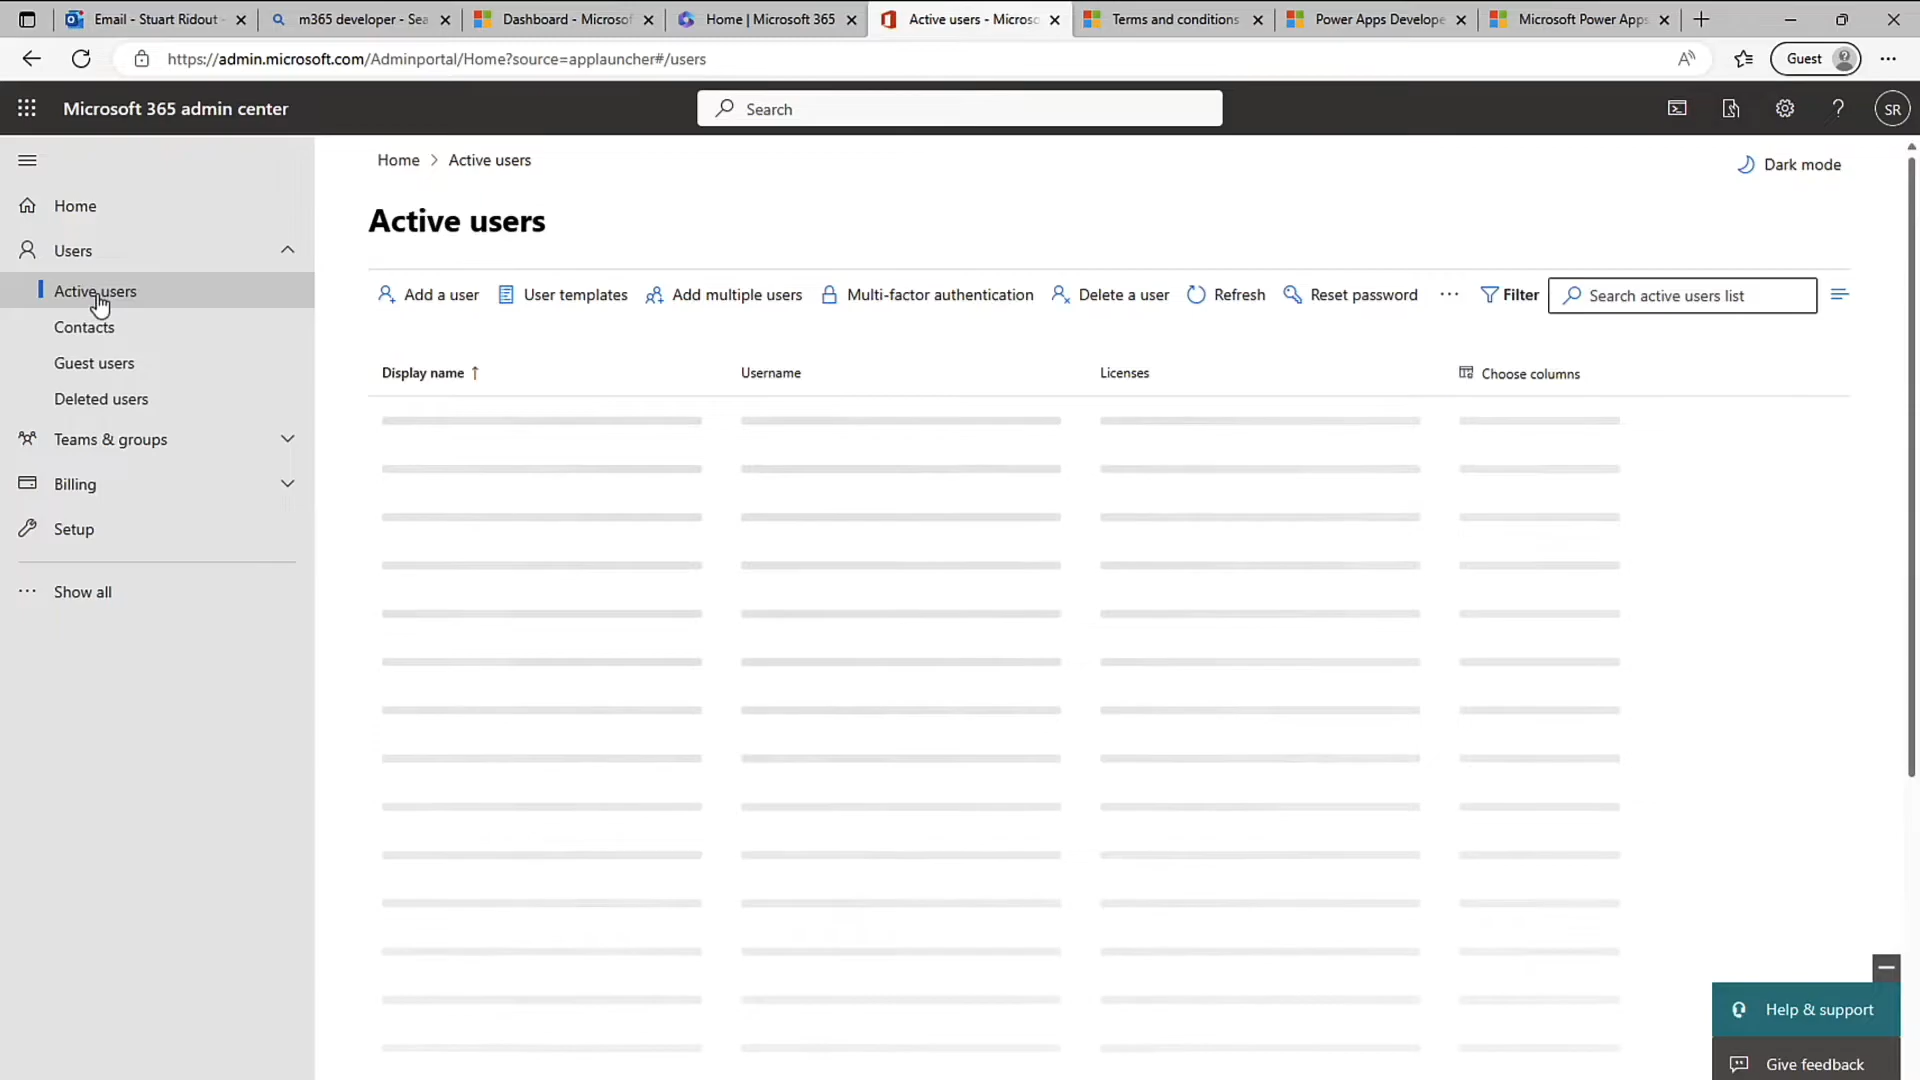 Email - Stuart Ridout -
m365 developer - Sea
Dashboard - Microsof
Home | Microsoft 365
Active users - Microso
Terms and conditions
Power Apps Develope
Microsoft Power Apps
https://admin.microsoft.com/Adminportal/Home?source=applauncher#/users
Guest
Microsoft 365 admin center
Search
SR
Home > Active users
Dark mode
Home
Users
Active users
Contacts
Guest users
Deleted users
Teams & groups
Billing
Setup
Show all
Active users
Add a user
User templates
Add multiple users
Multi-factor authentication
Delete a user
Refresh
Reset password
Filter
Search active users list
Display name ↑
Username
Licenses
Choose columns
Help & support
Give feedback